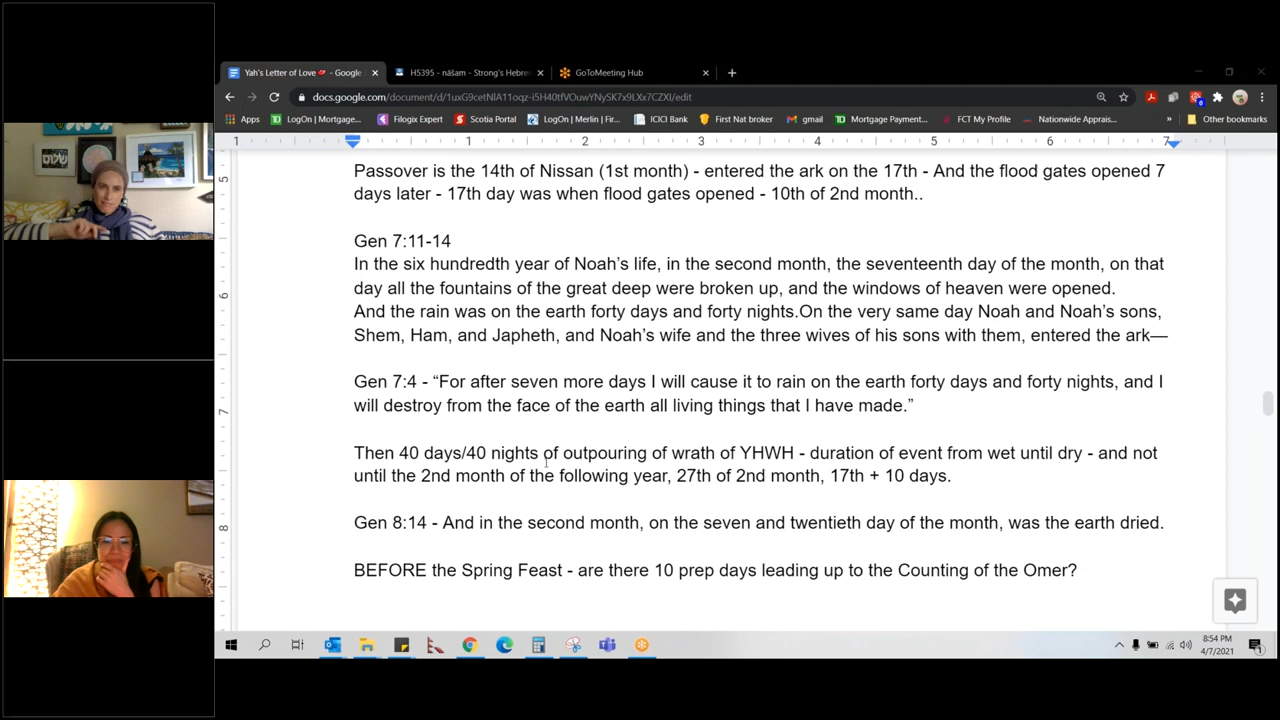 שלום
Yah's Letter of Love
- Google
H5395 - nāšam - Strong's Hebre
GoToMeeting Hub
docs.google.com/document/d/1uxG9cetNlA11oqz-i5H40tfVOuwYNySK7x9LXx7CZXI/edit
Apps
LogOn | Mortgage...
Filogix Expert
Scotia Portal
LogOn | Merlin | Fir...
ICICI Bank
First Nat broker
gmail
Mortgage Payment...
FCT My Profile
Nationwide Apprais...
»
Other bookmarks
1 1 2 3 4 5 6 7
5
Passover is the 14th of Nissan (1st month) - entered the ark on the 17th - And the flood gates opened 7
days later - 17th day was when flood gates opened - 10th of 2nd month..
Gen 7:11-14
In the six hundredth year of Noah’s life, in the second month, the seventeenth day of the month, on that
day all the fountains of the great deep were broken up, and the windows of heaven were opened.
6
And the rain was on the earth forty days and forty nights.On the very same day Noah and Noah’s sons,
Shem, Ham, and Japheth, and Noah’s wife and the three wives of his sons with them, entered the ark—
Gen 7:4 - “For after seven more days I will cause it to rain on the earth forty days and forty nights, and I
will destroy from the face of the earth all living things that I have made.”
7
Then 40 days/40 nights of outpouring of wrath of YHWH - duration of event from wet until dry - and not
until the 2nd month of the following year, 27th of 2nd month, 17th + 10 days.
Gen 8:14 - And in the second month, on the seven and twentieth day of the month, was the earth dried.
8
BEFORE the Spring Feast - are there 10 prep days leading up to the Counting of the Omer?
8:54 PM
4/7/2021